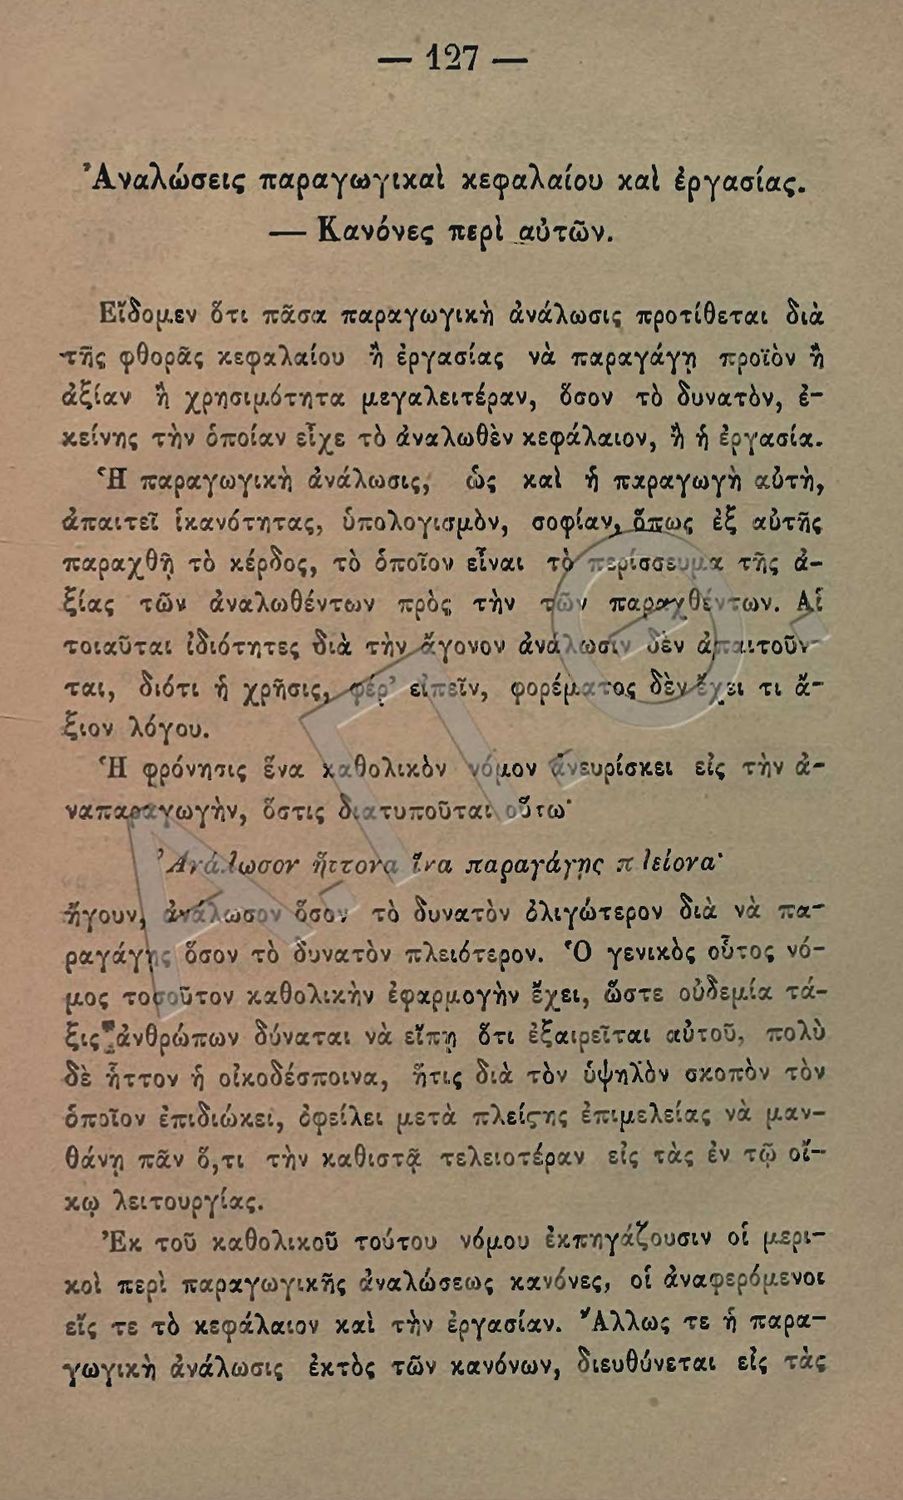 — 127 —
Ἀναλώσεις παραγωγικαὶ κεφαλαίου καὶ ἐργασίας.
— Κανόνες περὶ αὐτῶν.
Εἴδομεν ὅτι πᾶσα παραγωγικὴ ἀνάλωσις προτίθεται διὰ
τῆς φθορᾶς κεφαλαίου ἢ ἐργασίας νὰ παραγάγῃ προϊὸν ἢ
ἀξίαν ἢ χρησιμότητα μεγαλειτέραν, ὅσον τὸ δυνατὸν, ἐ-
κείνης τὴν ὁποίαν εἶχε τὸ ἀναλωθὲν κεφάλαιον, ἢ ἡ ἐργασία.
Ἡ παραγωγικὴ ἀνάλωσις, ὡς καὶ ἡ παραγωγὴ αὐτὴ,
ἀπαιτεῖ ἱκανότητας, ὑπολογισμὸν, σοφίαν, ὅπως ἐξ αὐτῆς
παραχθῇ τὸ κέρδος, τὸ ὁποῖον εἶναι τὸ περίσσευμα τῆς ἀ-
ξίας τῶν ἀναλωθέντων πρὸς τὴν τῶν παραχθέντων. Αἱ
τοιαῦται ἰδιότητες διὰ τὴν ἄγονον ἀνάλωσιν δὲν ἀπαιτοῦν-
ται, διότι ἡ χρῆσις, φέρ' εἰπεῖν, φορέματος δὲν ἔχει τι ἄ-
ξιον λόγου.
Ἡ φρόνησις ἕνα καθολικὸν νόμον ἀνευρίσκει εἰς τὴν ἀ-
ναπαραγωγὴν, ὅστις διατυποῦται οὕτω·
Ἀνάλωσον ἥττονα ἵνα παραγάγῃς πλείονα·
ἤγουν, ἀνάλωσον ὅσον τὸ δυνατὸν ὀλιγώτερον διὰ νὰ πα-
ραγάγῃς ὅσον τὸ δυνατὸν πλειότερον. Ὁ γενικὸς οὗτος νό-
μος τοσοῦτον καθολικὴν ἐφαρμογὴν ἔχει, ὥστε οὐδεμία τά-
ξις ἀνθρώπων δύναται νὰ εἴπῃ ὅτι ἐξαιρεῖται αὐτοῦ, πολὺ
δὲ ἧττον ἡ οἰκοδέσποινα, ἥτις διὰ τὸν ὑψηλὸν σκοπὸν τὸν
ὁποῖον ἐπιδιώκει, ὀφείλει μετὰ πλείστης ἐπιμελείας νὰ μαν-
θάνῃ πᾶν ὅ,τι τὴν καθιστᾷ τελειοτέραν εἰς τὰς ἐν τῷ οἴ-
κῳ λειτουργίας.
Ἐκ τοῦ καθολικοῦ τούτου νόμου ἐκπηγάζουσιν οἱ μερι-
κοὶ περὶ παραγωγικῆς ἀναλώσεως κανόνες, οἱ ἀναφερόμενοι
εἴς τε τὸ κεφάλαιον καὶ τὴν ἐργασίαν. Ἄλλως τε ἡ παρα-
γωγικὴ ἀνάλωσις ἐκτὸς τῶν κανόνων, διευθύνεται εἰς τὰς
Α.Π.Θ.